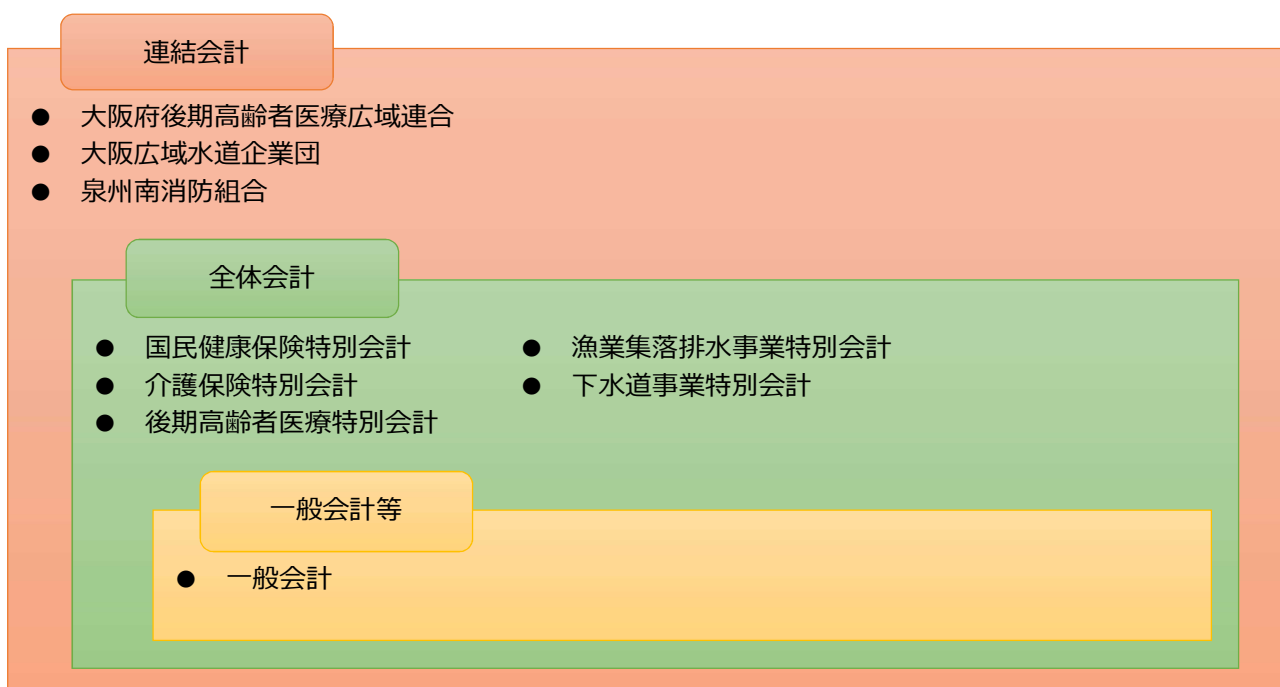 連結会計
● 大阪府後期高齢者医療広域連合
● 大阪広域水道企業団
● 泉州南消防組合
全体会計
● 国民健康保険特別会計
● 介護保険特別会計
● 後期高齢者医療特別会計
● 漁業集落排水事業特別会計
● 下水道事業特別会計
一般会計等
● 一般会計